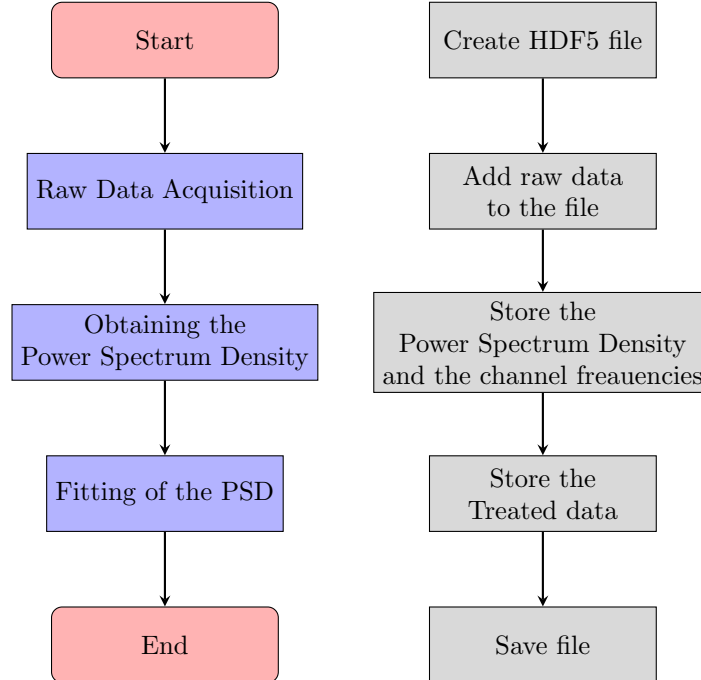 Start
Raw Data Acquisition
Obtaining the
Power Spectrum Density
Fitting of the PSD
End
Create HDF5 file
Add raw data
to the file
Store the
Power Spectrum Density
and the channel freauencies
Store the
Treated data
Save file